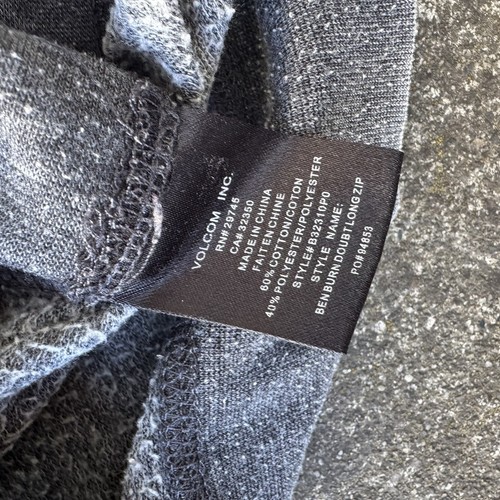 VOLCOM INC.
RN# 29745
CA# 32350
MADE IN CHINA
FAIT EN CHINE
60% COTTON/COTON
40% POLYESTER/POLYESTER
STYLE# B32310P0
STYLE NAME:
BEN BURN DOUBT LONG ZIP
PO# 94853